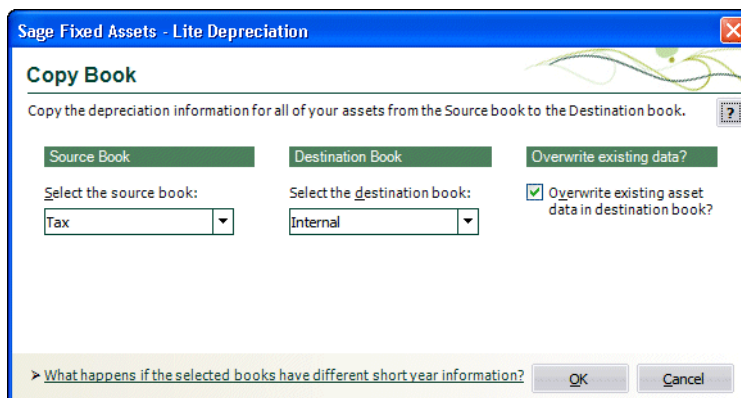 Sage Fixed Assets - Lite Depreciation
Copy Book
Copy the depreciation information for all of your assets from the Source book to the Destination book.
?
Source Book
Destination Book
Overwrite existing data?
Select the source book:
Select the destination book:
Overwrite existing asset
data in destination book?
Tax
Internal
What happens if the selected books have different short year information?
OK
Cancel